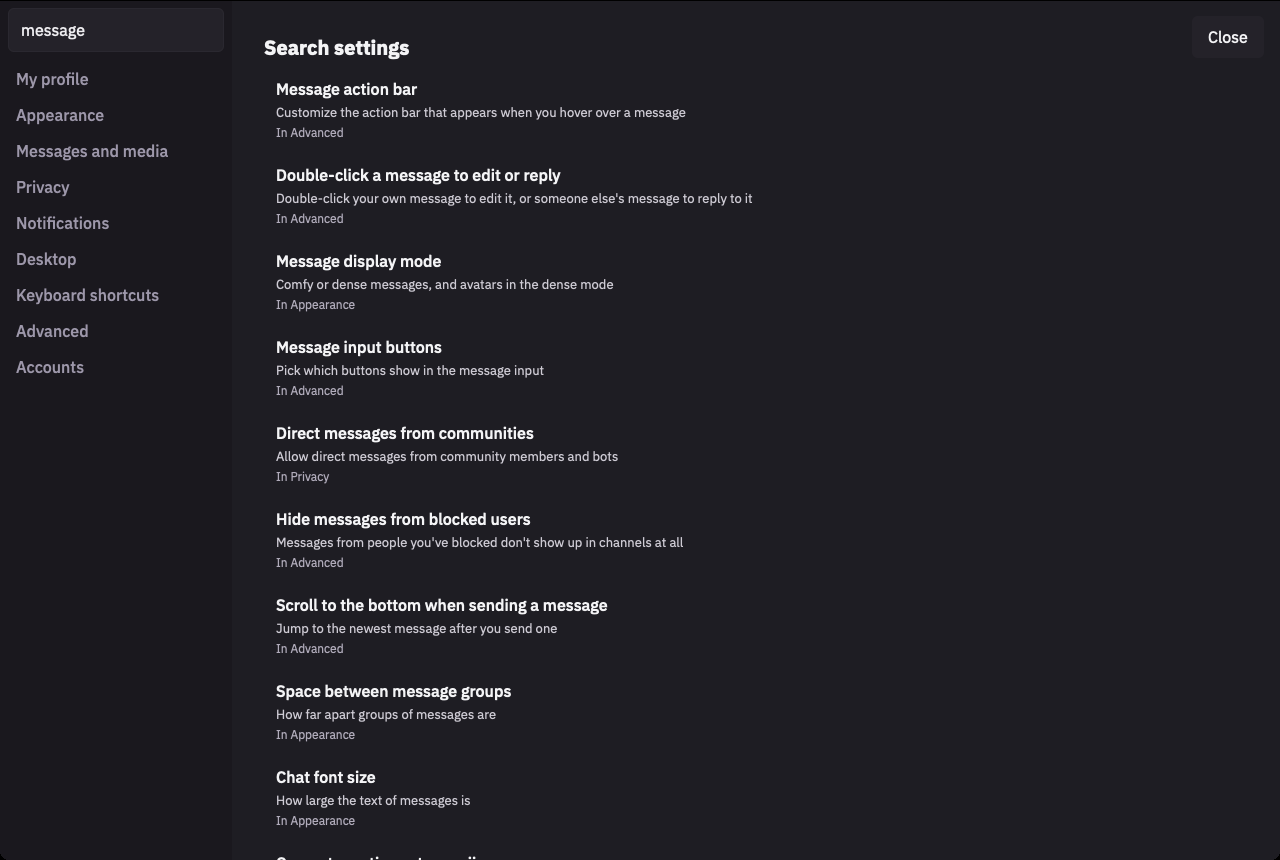 message
Close
Search settings
My profile
Appearance
Messages and media
Privacy
Notifications
Desktop
Keyboard shortcuts
Advanced
Accounts
Message action bar
Customize the action bar that appears when you hover over a message
In Advanced
Double-click a message to edit or reply
Double-click your own message to edit it, or someone else's message to reply to it
In Advanced
Message display mode
Comfy or dense messages, and avatars in the dense mode
In Appearance
Message input buttons
Pick which buttons show in the message input
In Advanced
Direct messages from communities
Allow direct messages from community members and bots
In Privacy
Hide messages from blocked users
Messages from people you've blocked don't show up in channels at all
In Advanced
Scroll to the bottom when sending a message
Jump to the newest message after you send one
In Advanced
Space between message groups
How far apart groups of messages are
In Appearance
Chat font size
How large the text of messages is
In Appearance